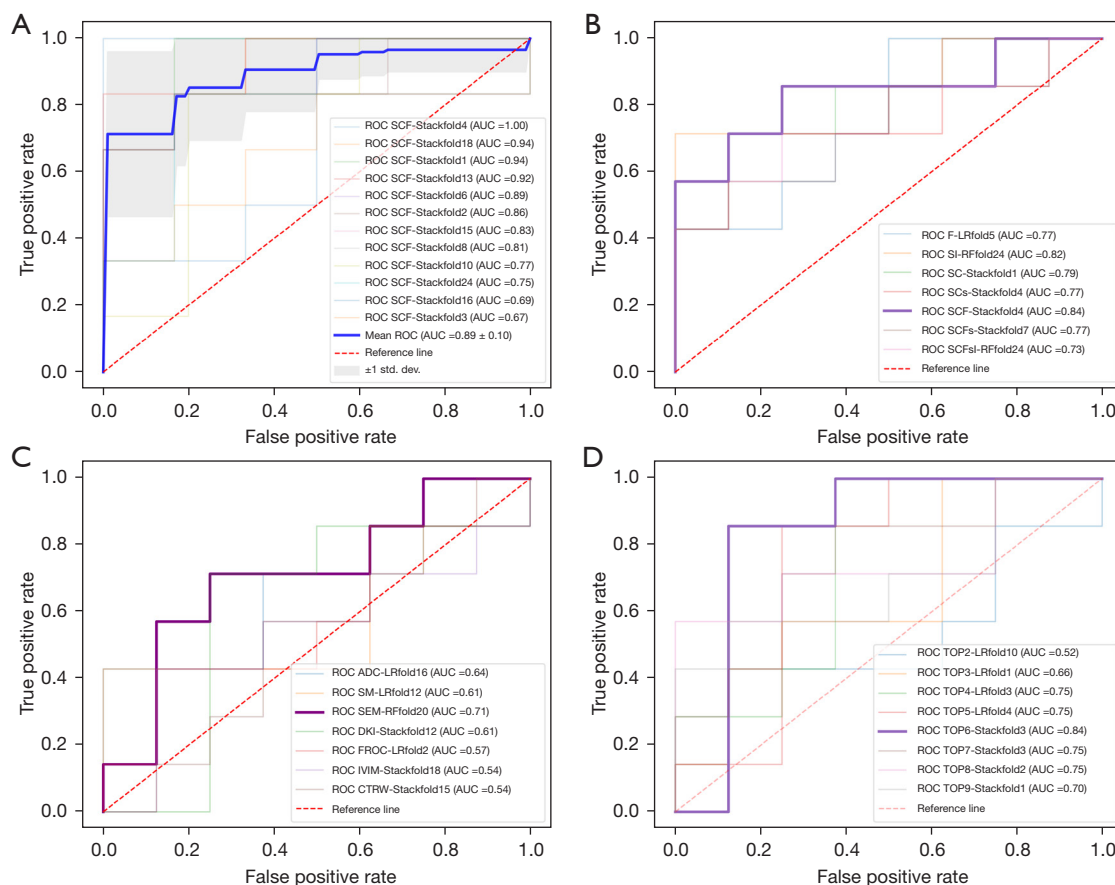 A
1.0
0.8
0.6
0.4
0.2
0.0
True positive rate
ROC SCF-Stackfold4 (AUC =1.00)
ROC SCF-Stackfold18 (AUC =0.94)
ROC SCF-Stackfold1 (AUC =0.94)
ROC SCF-Stackfold13 (AUC =0.92)
ROC SCF-Stackfold6 (AUC =0.89)
ROC SCF-Stackfold2 (AUC =0.86)
ROC SCF-Stackfold15 (AUC =0.83)
ROC SCF-Stackfold8 (AUC =0.81)
ROC SCF-Stackfold10 (AUC =0.77)
ROC SCF-Stackfold24 (AUC =0.75)
ROC SCF-Stackfold16 (AUC =0.69)
ROC SCF-Stackfold3 (AUC =0.67)
Mean ROC (AUC =0.89 ± 0.10)
Reference line
±1 std. dev.
0.0 0.2 0.4 0.6 0.8 1.0
False positive rate
B
1.0
0.8
0.6
0.4
0.2
0.0
True positive rate
ROC F-LRfold5 (AUC =0.77)
ROC SI-RFfold24 (AUC =0.82)
ROC SC-Stackfold1 (AUC =0.79)
ROC SCs-Stackfold4 (AUC =0.77)
ROC SCF-Stackfold4 (AUC =0.84)
ROC SCFs-Stackfold7 (AUC =0.77)
ROC SCFsI-RFfold24 (AUC =0.73)
Reference line
0.0 0.2 0.4 0.6 0.8 1.0
False positive rate
C
1.0
0.8
0.6
0.4
0.2
0.0
True positive rate
ROC ADC-LRfold16 (AUC =0.64)
ROC SM-LRfold12 (AUC =0.61)
ROC SEM-RFfold20 (AUC =0.71)
ROC DKI-Stackfold12 (AUC =0.61)
ROC FROC-LRfold2 (AUC =0.57)
ROC IVIM-Stackfold18 (AUC =0.54)
ROC CTRW-Stackfold15 (AUC =0.54)
Reference line
0.0 0.2 0.4 0.6 0.8 1.0
False positive rate
D
1.0
0.8
0.6
0.4
0.2
0.0
True positive rate
ROC TOP2-LRfold10 (AUC =0.52)
ROC TOP3-LRfold1 (AUC =0.66)
ROC TOP4-LRfold3 (AUC =0.75)
ROC TOP5-LRfold4 (AUC =0.75)
ROC TOP6-Stackfold3 (AUC =0.84)
ROC TOP7-Stackfold3 (AUC =0.75)
ROC TOP8-Stackfold2 (AUC =0.75)
ROC TOP9-Stackfold1 (AUC =0.70)
Reference line
0.0 0.2 0.4 0.6 0.8 1.0
False positive rate